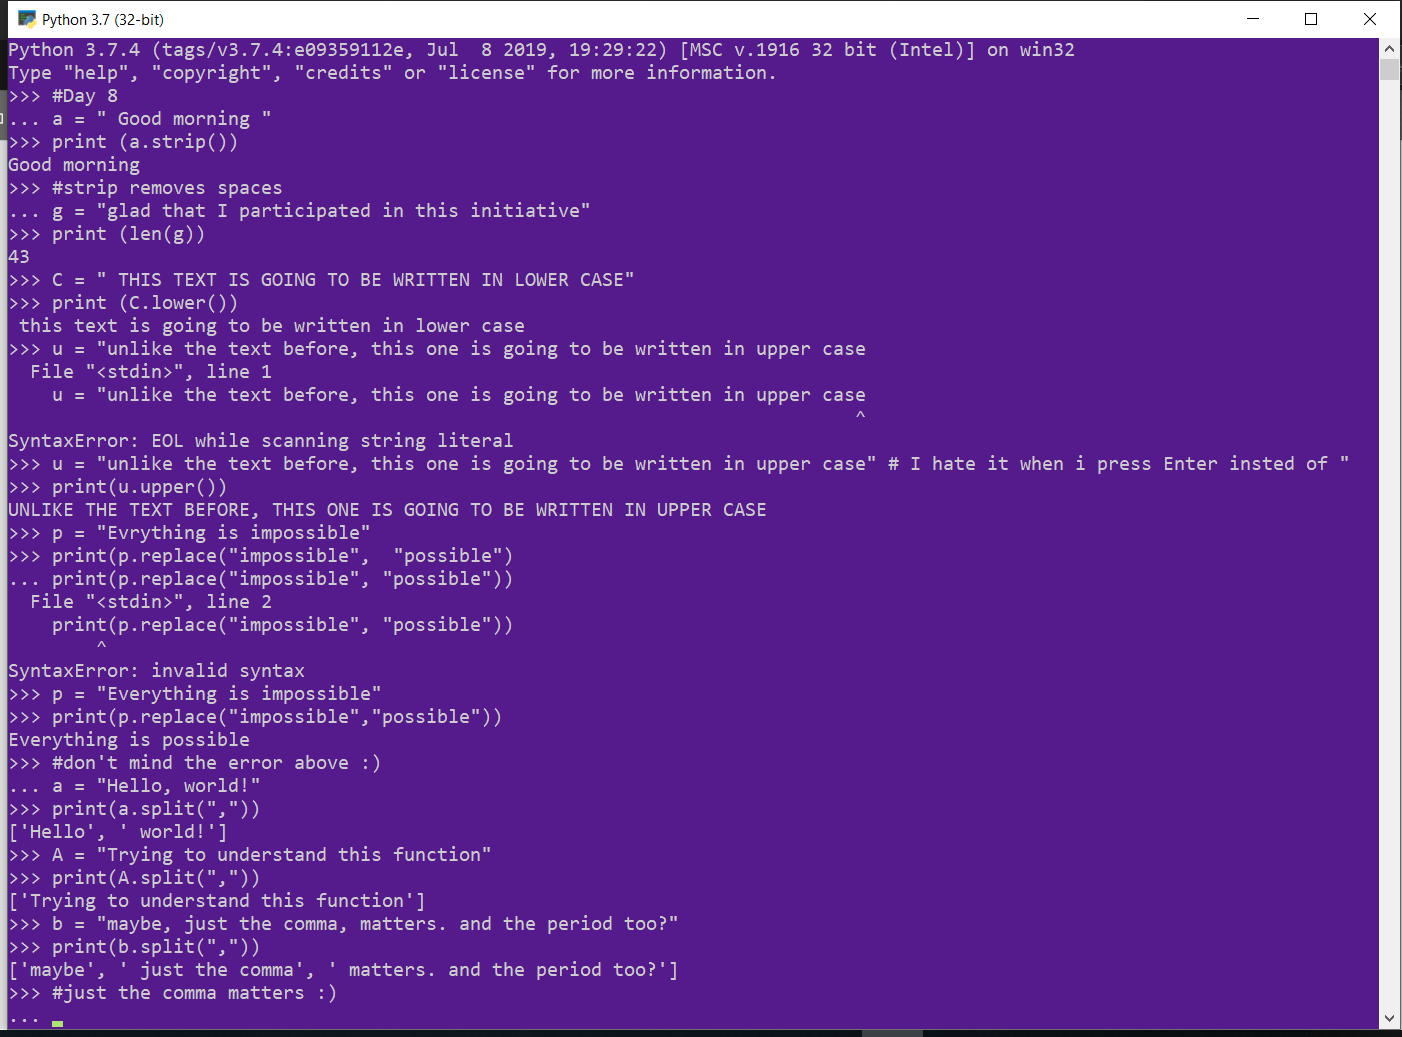 Python 3.7 (32-bit)
Python 3.7.4 (tags/v3.7.4:e09359112e, Jul  8 2019, 19:29:22) [MSC v.1916 32 bit (Intel)] on win32
Type "help", "copyright", "credits" or "license" for more information.
>>> #Day 8
... a = " Good morning "
>>> print (a.strip())
Good morning
>>> #strip removes spaces
... g = "glad that I participated in this initiative"
>>> print (len(g))
43
>>> C = " THIS TEXT IS GOING TO BE WRITTEN IN LOWER CASE"
>>> print (C.lower())
 this text is going to be written in lower case
>>> u = "unlike the text before, this one is going to be written in upper case
  File "<stdin>", line 1
    u = "unlike the text before, this one is going to be written in upper case
                                                                             ^
SyntaxError: EOL while scanning string literal
>>> u = "unlike the text before, this one is going to be written in upper case" # I hate it when i press Enter insted of "
>>> print(u.upper())
UNLIKE THE TEXT BEFORE, THIS ONE IS GOING TO BE WRITTEN IN UPPER CASE
>>> p = "Evrything is impossible"
>>> print(p.replace("impossible",  "possible")
... print(p.replace("impossible", "possible"))
  File "<stdin>", line 2
    print(p.replace("impossible", "possible"))
        ^
SyntaxError: invalid syntax
>>> p = "Everything is impossible"
>>> print(p.replace("impossible","possible"))
Everything is possible
>>> #don't mind the error above :)
... a = "Hello, world!"
>>> print(a.split(","))
['Hello', ' world!']
>>> A = "Trying to understand this function"
>>> print(A.split(","))
['Trying to understand this function']
>>> b = "maybe, just the comma, matters. and the period too?"
>>> print(b.split(","))
['maybe', ' just the comma', ' matters. and the period too?']
>>> #just the comma matters :)
...